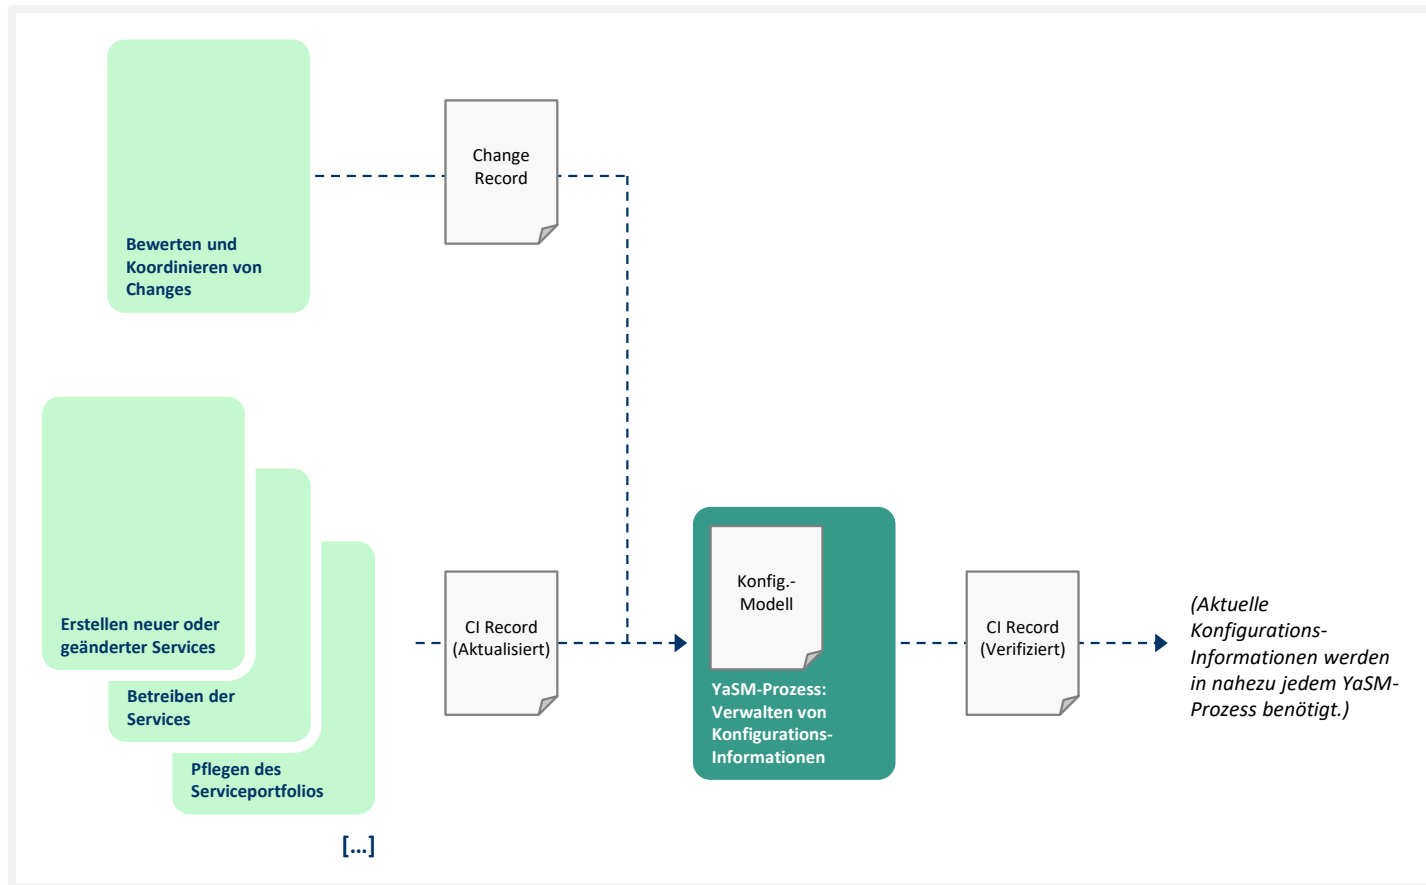 Change
Record
Bewerten und
Koordinieren von
Changes
Erstellen neuer oder
geänderter Services
Betreiben der
Services
Pflegen des
Serviceportfolios
[...]
CI Record
(Aktualisiert)
Konfig.-
Modell
YaSM-Prozess:
Verwalten von
Konfigurations-
Informationen
CI Record
(Verifiziert)
(Aktuelle
Konfigurations-
Informationen werden
in nahezu jedem YaSM-
Prozess benötigt.)